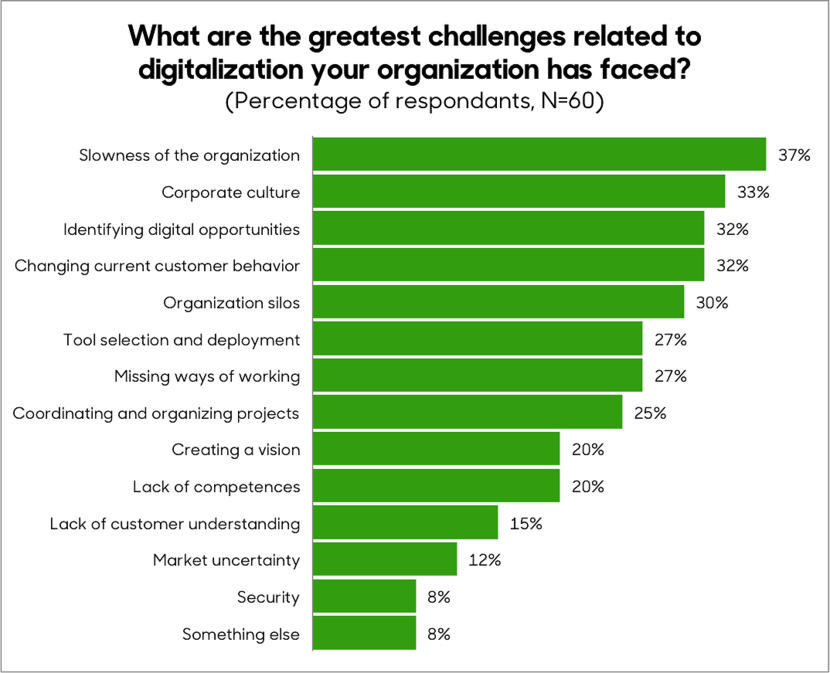 What are the greatest challenges related to
digitalization your organization has faced?
(Percentage of respondants, N=60)
Slowness of the organization 37%
Corporate culture 33%
Identifying digital opportunities 32%
Changing current customer behavior 32%
Organization silos 30%
Tool selection and deployment 27%
Missing ways of working 27%
Coordinating and organizing projects 25%
Creating a vision 20%
Lack of competences 20%
Lack of customer understanding 15%
Market uncertainty 12%
Security 8%
Something else 8%